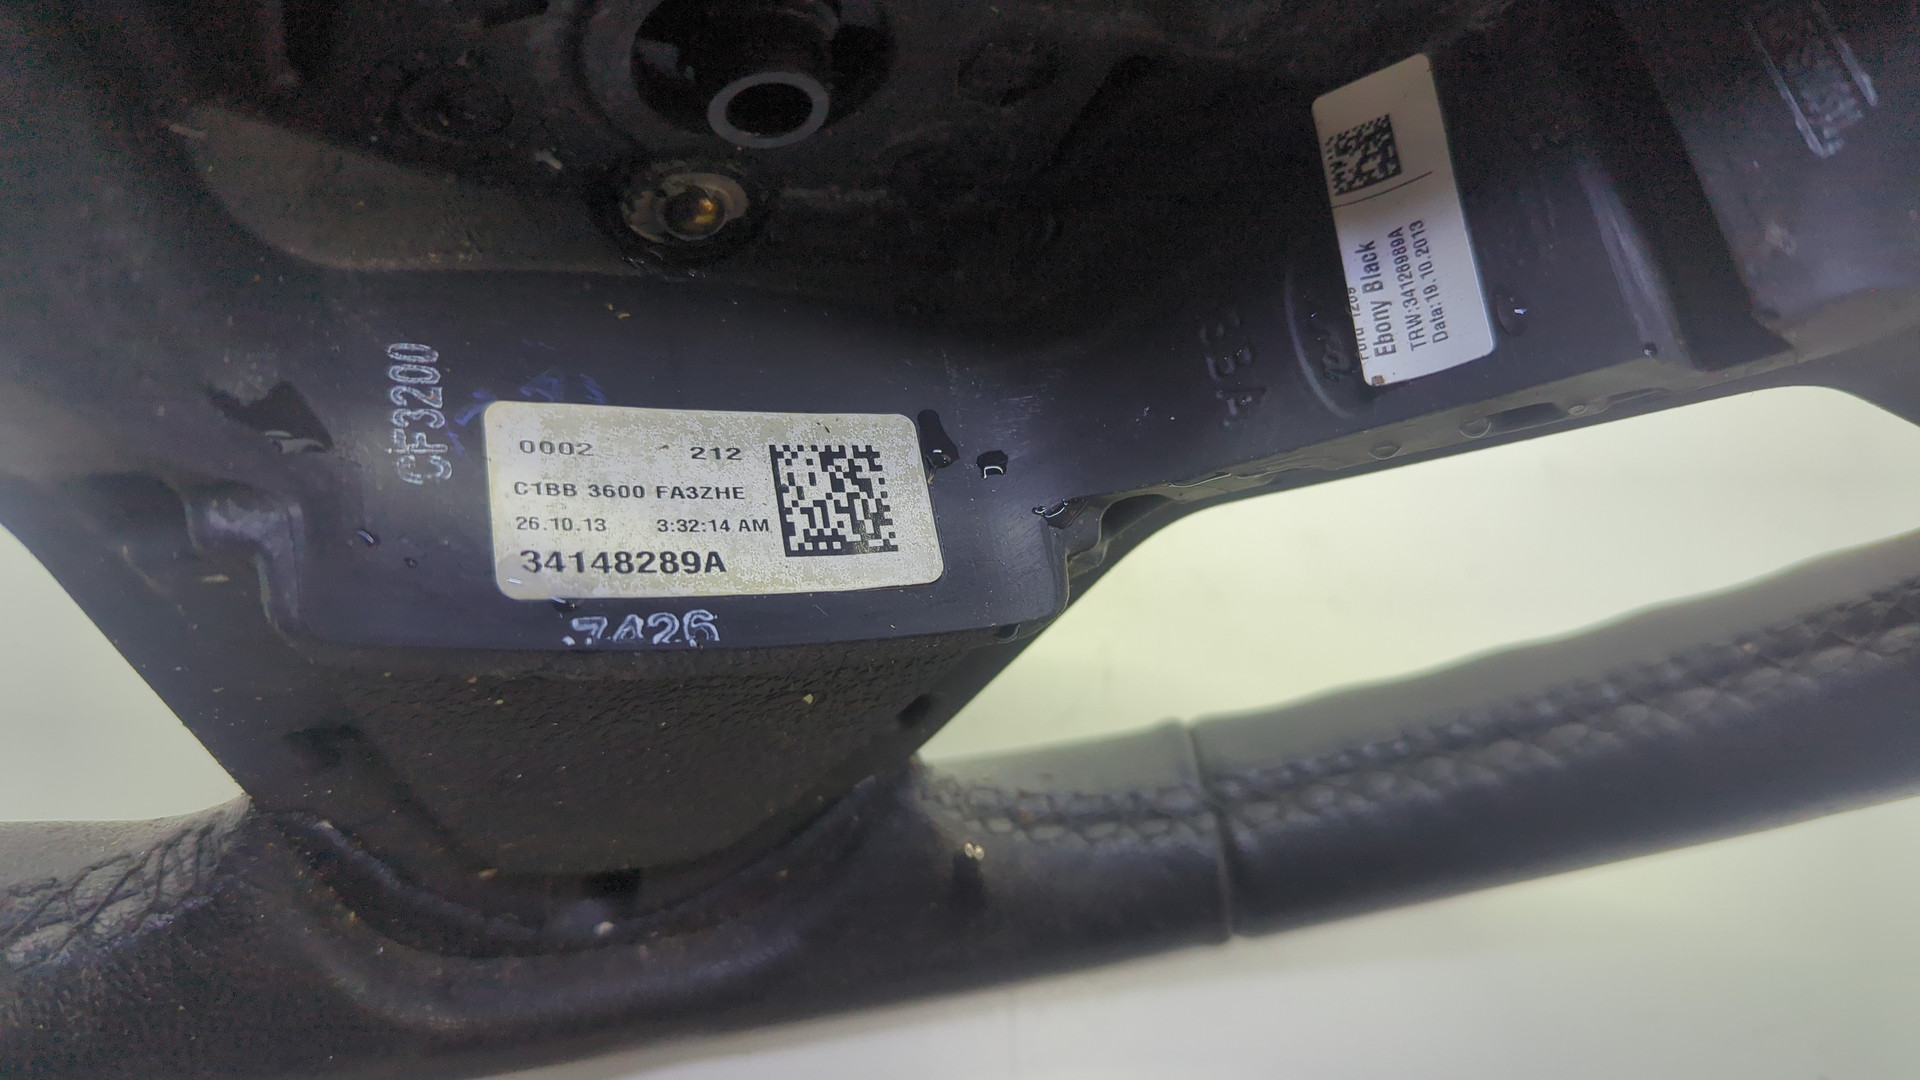 CF3200
0002 212
C1BB 3600 FA3ZHE
26.10.13 3:32:14 AM
34148289A
7426
Ebony Black
TRW:34126989A
Data:19.10.2013